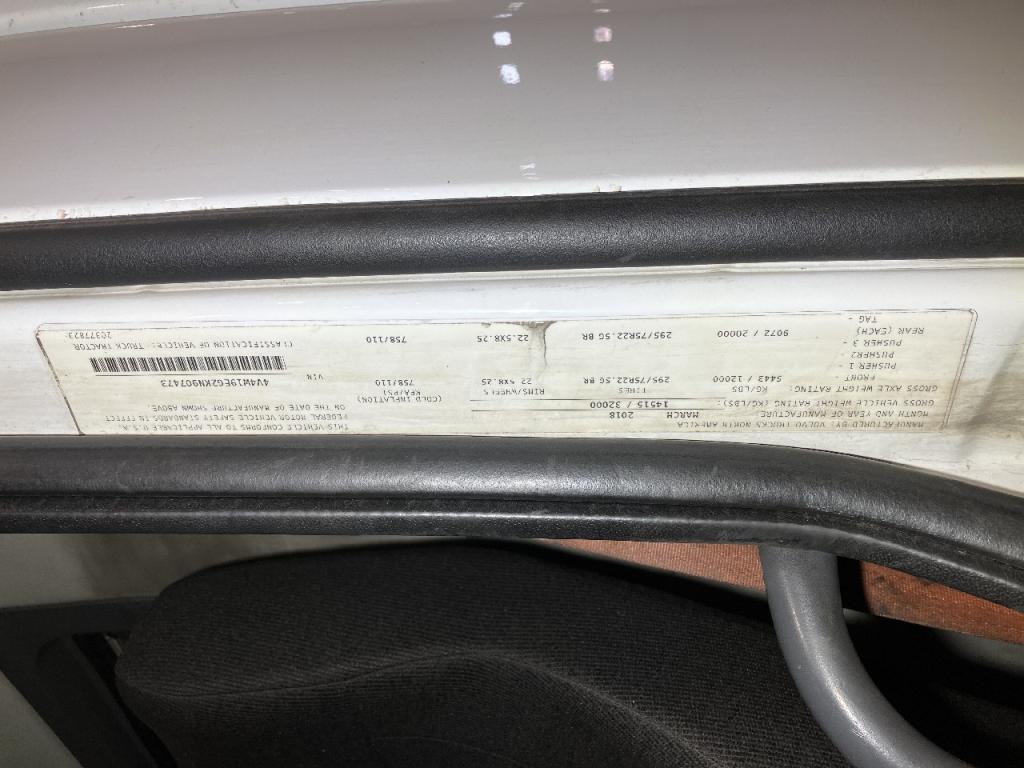 MANUFACTURED BY: VOLVO TRUCKS NORTH AMERICA
MONTH AND YEAR OF MANUFACTURE: MARCH 2018
GROSS VEHICLE WEIGHT RATING (KG/LBS): 14515 / 32000
GROSS AXLE WEIGHT RATING: KG/LBS: TIRES RIMS/WHEELS (COLD INFLATION) KPA/PSI
FRONT 5443 / 12000 295/75R22.5G BR 22.5X8.25 758/110
PUSHER 1
PUSHER2
PUSHER 3
REAR (EACH) 9072 / 20000 295/75R22.5G BR 22.5X8.25 758/110
TAG -
THIS VEHICLE CONFORMS TO ALL APPLICABLE U.S.A.
FEDERAL MOTOR VEHICLE SAFETY STANDARDS IN EFFECT
ON THE DATE OF MANUFACTURE SHOWN ABOVE.
VIN 4V4W19EG2KN907473
CLASSIFICATION OF VEHICLE: TRUCK TRACTOR